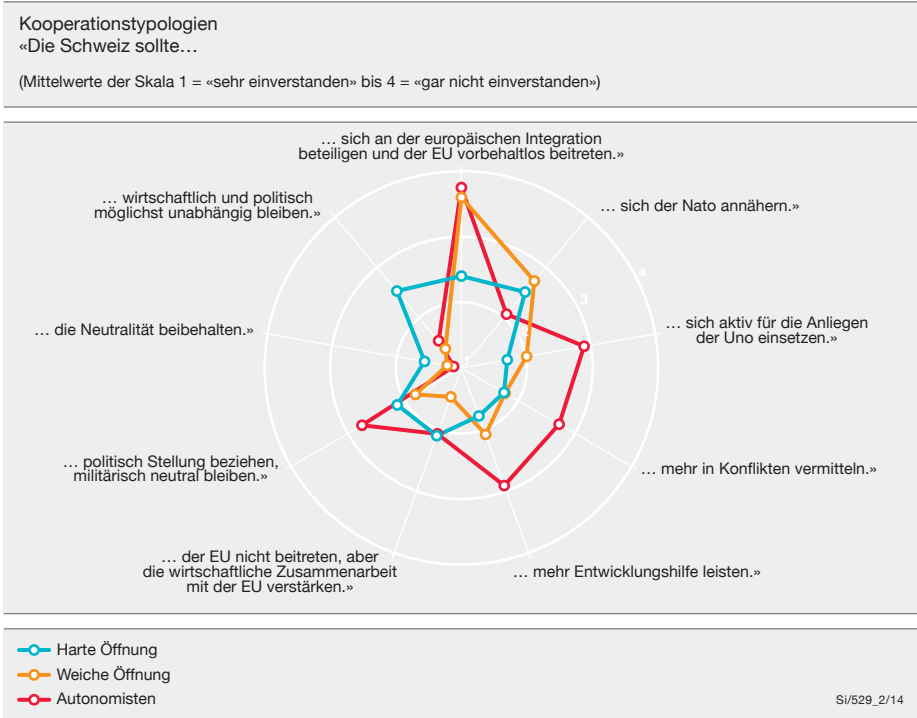 Kooperationstypologien
«Die Schweiz sollte…
(Mittelwerte der Skala 1 = «sehr einverstanden» bis 4 = «gar nicht einverstanden»)
… sich an der europäischen Integration
beteiligen und der EU vorbehaltlos beitreten.»
… wirtschaftlich und politisch
möglichst unabhängig bleiben.»
… sich der Nato annähern.»
4
3
… die Neutralität beibehalten.»
… sich aktiv für die Anliegen
der Uno einsetzen.»
1
… politisch Stellung beziehen,
militärisch neutral bleiben.»
… mehr in Konflikten vermitteln.»
… der EU nicht beitreten, aber
die wirtschaftliche Zusammenarbeit
mit der EU verstärken.»
… mehr Entwicklungshilfe leisten.»
Harte Öffnung
Weiche Öffnung
Autonomisten
Si/529_2/14